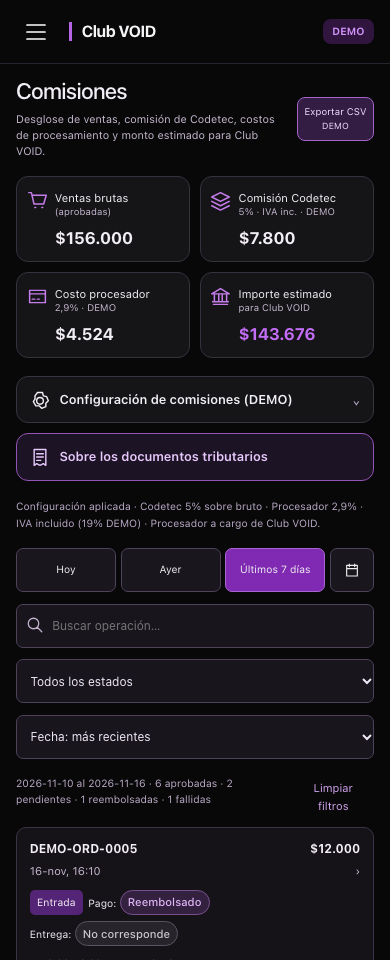 Club VOID
DEMO
Comisiones
Desglose de ventas, comisión de Codetec, costos
de procesamiento y monto estimado para Club
VOID.
Exportar CSV
DEMO
Ventas brutas
(aprobadas)
$156.000
Comisión Codetec
5% · IVA inc. · DEMO
$7.800
Costo procesador
2,9% · DEMO
$4.524
Importe estimado
para Club VOID
$143.676
Configuración de comisiones (DEMO)
Sobre los documentos tributarios
Configuración aplicada · Codetec 5% sobre bruto · Procesador 2,9% ·
IVA incluido (19% DEMO) · Procesador a cargo de Club VOID.
Hoy
Ayer
Últimos 7 días
Buscar operación...
Todos los estados
Fecha: más recientes
2026-11-10 al 2026-11-16 · 6 aprobadas · 2
pendientes · 1 reembolsadas · 1 fallidas
Limpiar
filtros
DEMO-ORD-0005
$12.000
16-nov, 16:10
Entrada Pago: Reembolsado
Entrega: No corresponde